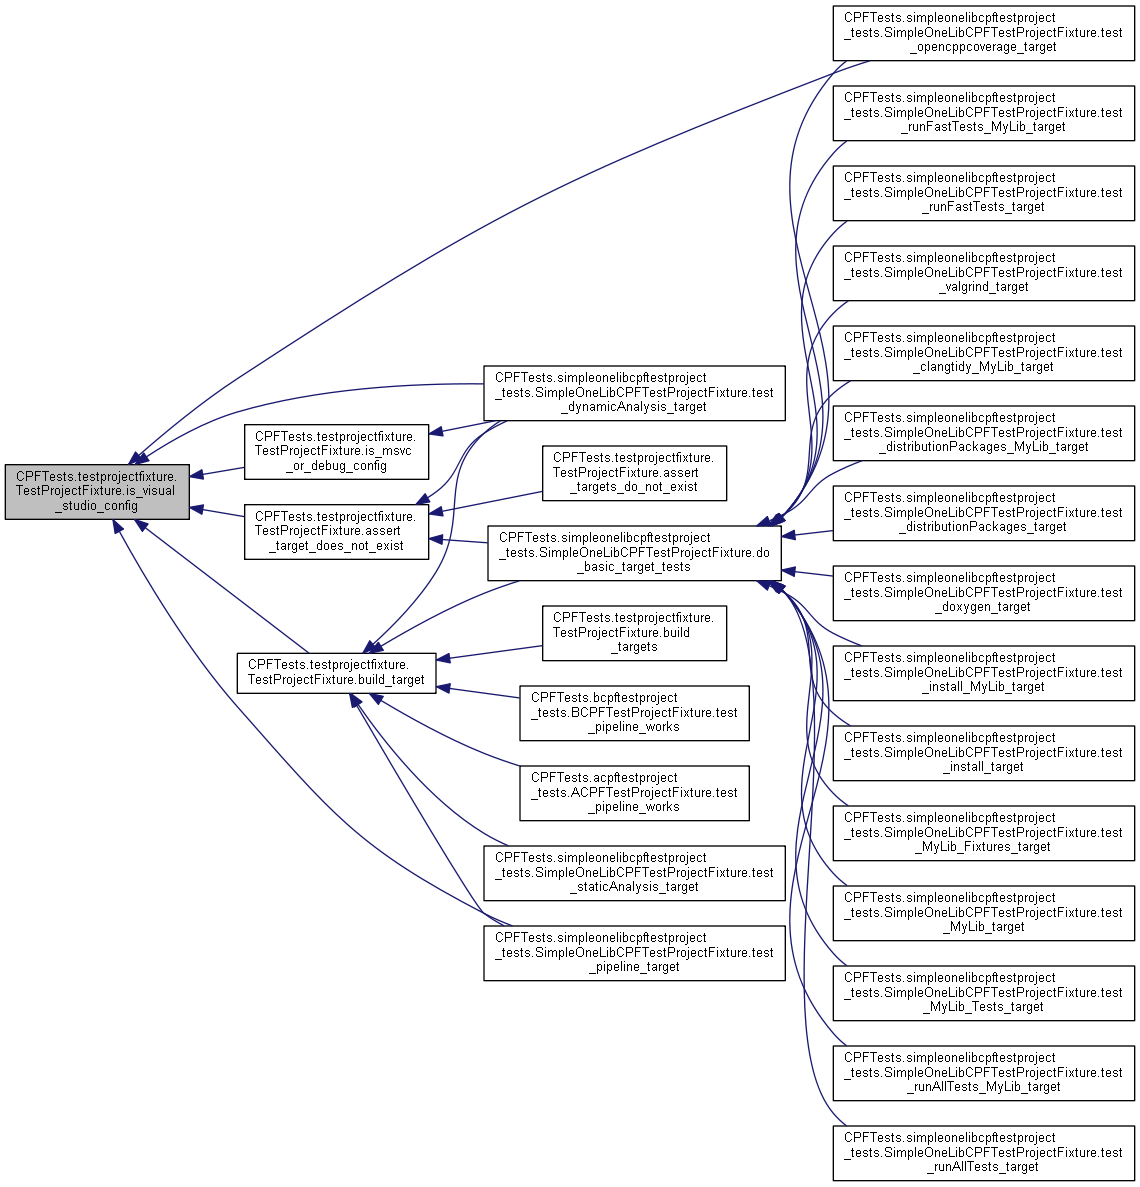 CPFTests.testprojectfixture.
TestProjectFixture.is_visual
_studio_config
CPFTests.testprojectfixture.
TestProjectFixture.is_msvc
_or_debug_config
CPFTests.testprojectfixture.
TestProjectFixture.assert
_target_does_not_exist
CPFTests.testprojectfixture.
TestProjectFixture.build_target
CPFTests.simpleonelibcpftestproject
_tests.SimpleOneLibCPFTestProjectFixture.test
_dynamicAnalysis_target
CPFTests.testprojectfixture.
TestProjectFixture.assert
_targets_do_not_exist
CPFTests.simpleonelibcpftestproject
_tests.SimpleOneLibCPFTestProjectFixture.do
_basic_target_tests
CPFTests.testprojectfixture.
TestProjectFixture.build
_targets
CPFTests.bcpftestproject
_tests.BCPFTestProjectFixture.test
_pipeline_works
CPFTests.acpftestproject
_tests.ACPFTestProjectFixture.test
_pipeline_works
CPFTests.simpleonelibcpftestproject
_tests.SimpleOneLibCPFTestProjectFixture.test
_staticAnalysis_target
CPFTests.simpleonelibcpftestproject
_tests.SimpleOneLibCPFTestProjectFixture.test
_pipeline_target
CPFTests.simpleonelibcpftestproject
_tests.SimpleOneLibCPFTestProjectFixture.test
_opencppcoverage_target
CPFTests.simpleonelibcpftestproject
_tests.SimpleOneLibCPFTestProjectFixture.test
_runFastTests_MyLib_target
CPFTests.simpleonelibcpftestproject
_tests.SimpleOneLibCPFTestProjectFixture.test
_runFastTests_target
CPFTests.simpleonelibcpftestproject
_tests.SimpleOneLibCPFTestProjectFixture.test
_valgrind_target
CPFTests.simpleonelibcpftestproject
_tests.SimpleOneLibCPFTestProjectFixture.test
_clangtidy_MyLib_target
CPFTests.simpleonelibcpftestproject
_tests.SimpleOneLibCPFTestProjectFixture.test
_distributionPackages_MyLib_target
CPFTests.simpleonelibcpftestproject
_tests.SimpleOneLibCPFTestProjectFixture.test
_distributionPackages_target
CPFTests.simpleonelibcpftestproject
_tests.SimpleOneLibCPFTestProjectFixture.test
_doxygen_target
CPFTests.simpleonelibcpftestproject
_tests.SimpleOneLibCPFTestProjectFixture.test
_install_MyLib_target
CPFTests.simpleonelibcpftestproject
_tests.SimpleOneLibCPFTestProjectFixture.test
_install_target
CPFTests.simpleonelibcpftestproject
_tests.SimpleOneLibCPFTestProjectFixture.test
_MyLib_Fixtures_target
CPFTests.simpleonelibcpftestproject
_tests.SimpleOneLibCPFTestProjectFixture.test
_MyLib_target
CPFTests.simpleonelibcpftestproject
_tests.SimpleOneLibCPFTestProjectFixture.test
_MyLib_Tests_target
CPFTests.simpleonelibcpftestproject
_tests.SimpleOneLibCPFTestProjectFixture.test
_runAllTests_MyLib_target
CPFTests.simpleonelibcpftestproject
_tests.SimpleOneLibCPFTestProjectFixture.test
_runAllTests_target